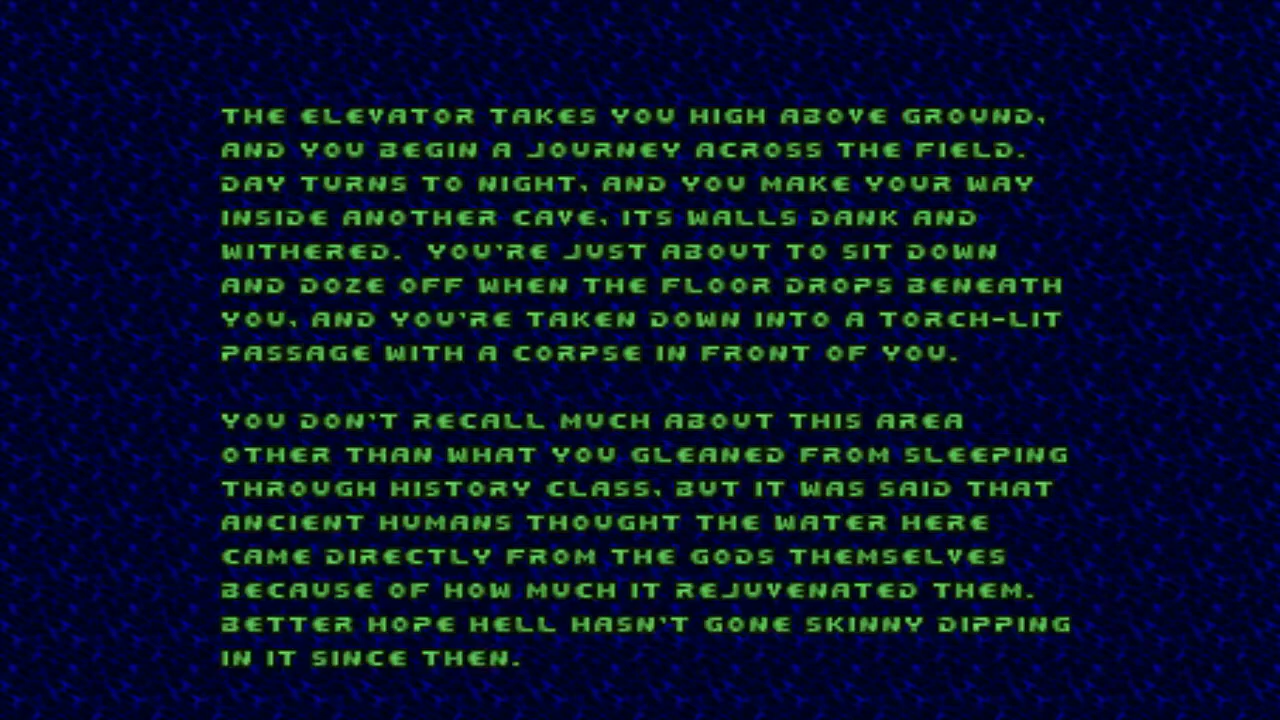 THE ELEVATOR TAKES YOU HIGH ABOVE GROUND,
AND YOU BEGIN A JOURNEY ACROSS THE FIELD.
DAY TURNS TO NIGHT, AND YOU MAKE YOUR WAY
INSIDE ANOTHER CAVE, ITS WALLS DANK AND
WITHERED.  YOU'RE JUST ABOUT TO SIT DOWN
AND DOZE OFF WHEN THE FLOOR DROPS BENEATH
YOU, AND YOU'RE TAKEN DOWN INTO A TORCH-LIT
PASSAGE WITH A CORPSE IN FRONT OF YOU.

YOU DON'T RECALL MUCH ABOUT THIS AREA
OTHER THAN WHAT YOU GLEANED FROM SLEEPING
THROUGH HISTORY CLASS, BUT IT WAS SAID THAT
ANCIENT HUMANS THOUGHT THE WATER HERE
CAME DIRECTLY FROM THE GODS THEMSELVES
BECAUSE OF HOW MUCH IT REJUVENATED THEM.
BETTER HOPE HELL HASN'T GONE SKINNY DIPPING
IN IT SINCE THEN.